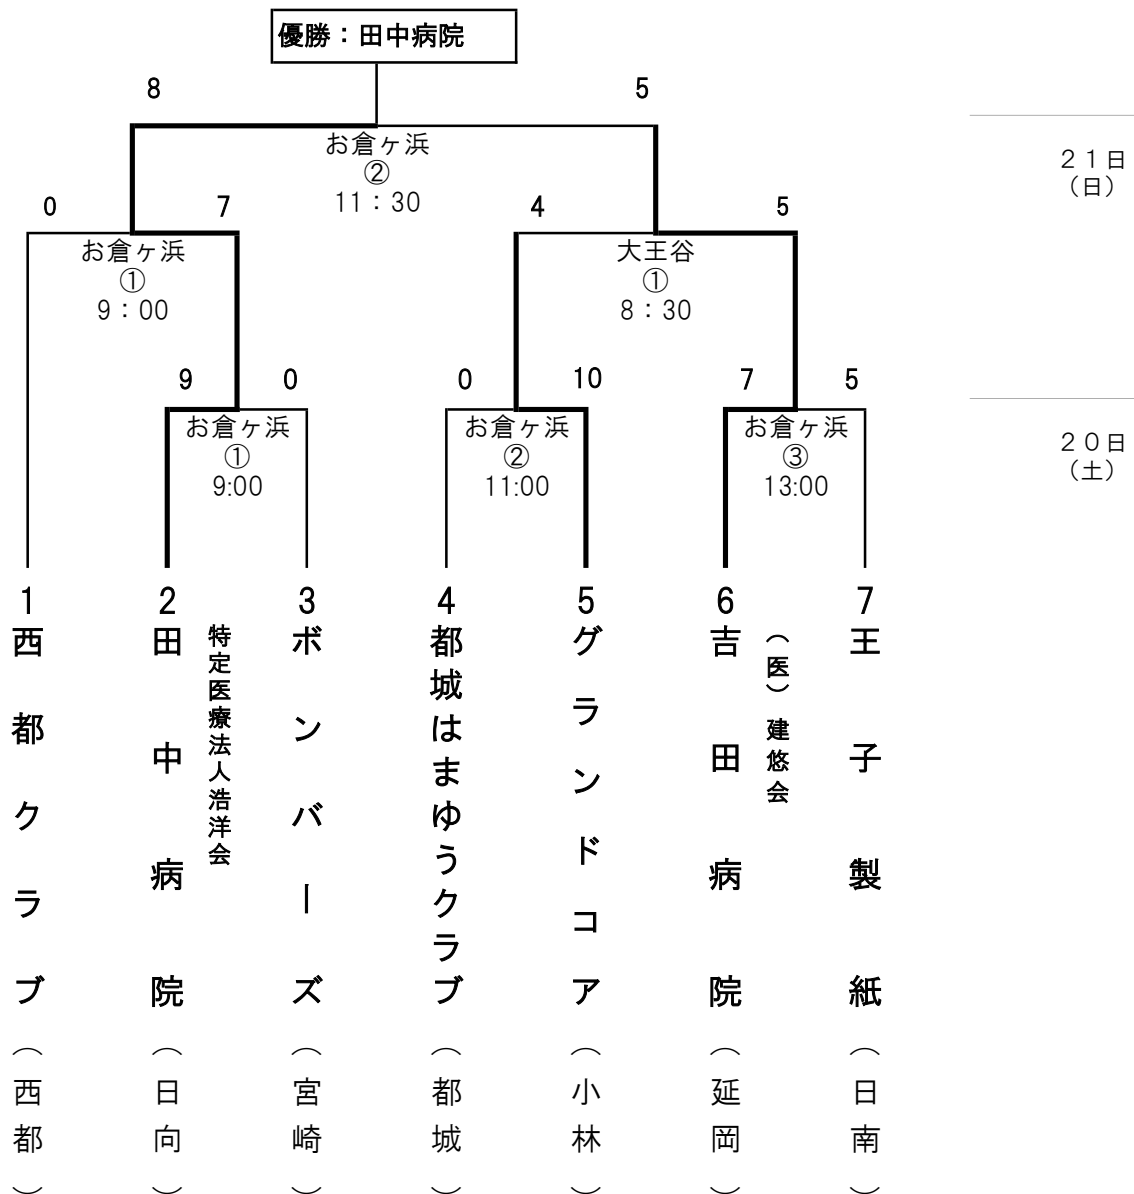 優勝：田中病院
8
5
お倉ヶ浜
②
11：30
２１日
（日）
0
7
4
5
お倉ヶ浜
①
9：00
大王谷
①
8：30
9
0
0
10
7
5
お倉ヶ浜
①
9:00
お倉ヶ浜
②
11:00
お倉ヶ浜
③
13:00
２０日
（土）
1
西都クラブ
（西都）
2
特定医療法人浩洋会
田中病院
（日向）
3
ボンバーズ
（宮崎）
4
都城はまゆうクラブ
（都城）
5
グランドコア
（小林）
6
（医）建悠会
吉田病院
（延岡）
7
王子製紙
（日南）